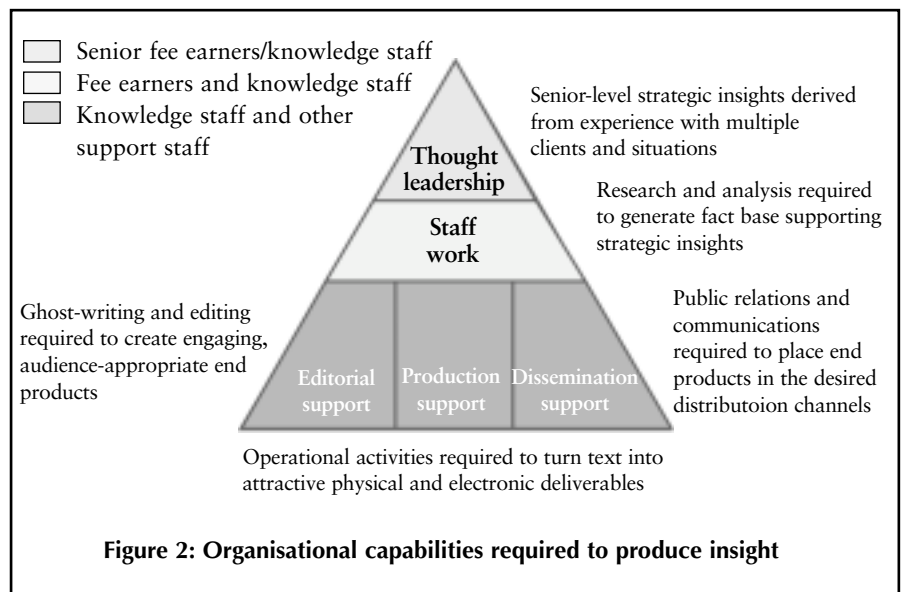 Senior fee earners/knowledge staff
Fee earners and knowledge staff
Knowledge staff and other
support staff
Thought
leadership
Senior-level strategic insights derived
from experience with multiple
clients and situations
Staff
work
Research and analysis required
to generate fact base supporting
strategic insights
Ghost-writing and editing
required to create engaging,
audience-appropriate end
products
Editorial
support
Production
support
Dissemination
support
Public relations and
communications
required to place end
products in the desired
distributoion channels
Operational activities required to turn text into
attractive physical and electronic deliverables
Figure 2: Organisational capabilities required to produce insight